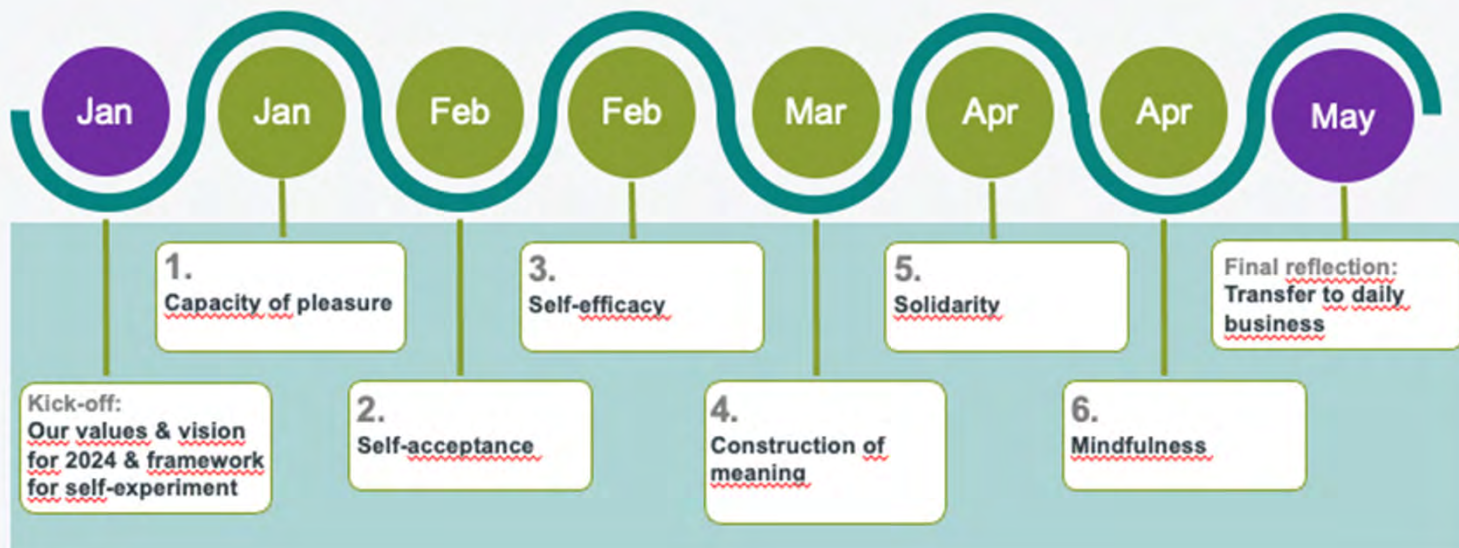 Jan
Jan
Feb
Feb
Mar
Apr
Apr
May
Kick-off:
Our values & vision
for 2024 & framework
for self-experiment
1.
Capacity of pleasure
2.
Self-acceptance
3.
Self-efficacy
4.
Construction of
meaning
5.
Solidarity
6.
Mindfulness
Final reflection:
Transfer to daily
business